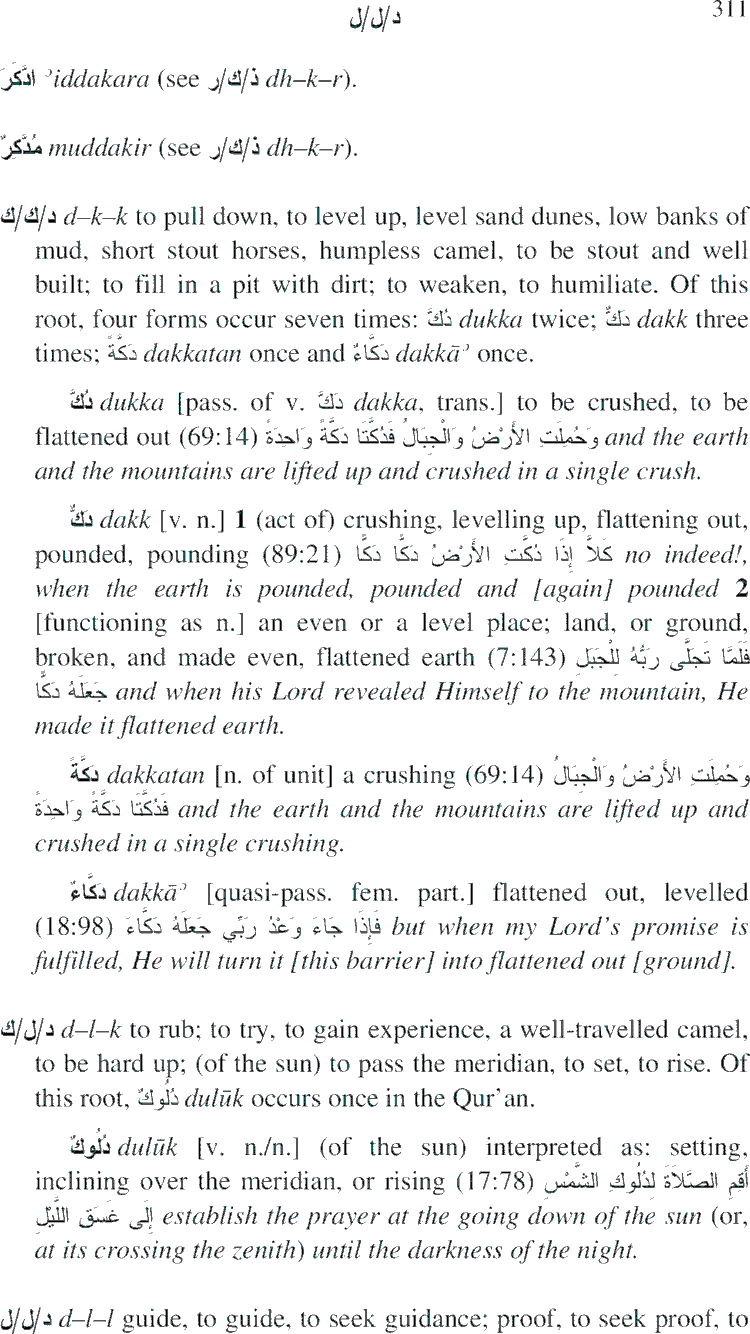 د/ل/ل 311
اذَّكَرَ ʾiddakara (see ذ/ك/ر dh–k–r).
مُدَّكِرٌ muddakir (see ذ/ك/ر dh–k–r).
د/ك/ك d–k–k to pull down, to level up, level sand dunes, low banks of
mud, short stout horses, humpless camel, to be stout and well
built; to fill in a pit with dirt; to weaken, to humiliate. Of this
root, four forms occur seven times: دُكَّ dukka twice; دَكٌّ dakk three
times; دَكَّةً dakkatan once and دَكَّاءُ dakkāʾ once.
دُكَّ dukka [pass. of v. دَكَّ dakka, trans.] to be crushed, to be
flattened out (69:14) وَحُمِلَتِ الأَرْضُ وَالْجِبَالُ فَدُكَّتَا دَكَّةً وَاحِدَةً and the earth
and the mountains are lifted up and crushed in a single crush.
دَكٌّ dakk [v. n.] 1 (act of) crushing, levelling up, flattening out,
pounded, pounding (89:21) كَلاَّ إِذَا دُكَّتِ الأَرْضُ دَكًّا دَكًّا no indeed!,
when the earth is pounded, pounded and [again] pounded 2
[functioning as n.] an even or a level place; land, or ground,
broken, and made even, flattened earth (7:143) فَلَمَّا تَجَلَّى رَبُّهُ لِلْجَبَلِ
جَعَلَهُ دَكًّا and when his Lord revealed Himself to the mountain, He
made it flattened earth.
دَكَّةً dakkatan [n. of unit] a crushing (69:14) وَحُمِلَتِ الأَرْضُ وَالْجِبَالُ
فَدُكَّتَا دَكَّةً وَاحِدَةً and the earth and the mountains are lifted up and
crushed in a single crushing.
دَكَّاءُ dakkāʾ [quasi-pass. fem. part.] flattened out, levelled
(18:98) فَإِذَا جَاءَ وَعْدُ رَبِّي جَعَلَهُ دَكَّاءَ but when my Lord’s promise is
fulfilled, He will turn it [this barrier] into flattened out [ground].
د/ل/ك d–l–k to rub; to try, to gain experience, a well-travelled camel,
to be hard up; (of the sun) to pass the meridian, to set, to rise. Of
this root, دُلُوكٌ dulūk occurs once in the Qur’an.
دُلُوكٌ dulūk [v. n./n.] (of the sun) interpreted as: setting,
inclining over the meridian, or rising (17:78) أَقِمِ الصَّلاَةَ لِدُلُوكِ الشَّمْسِ
إِلَى غَسَقِ اللَّيْلِ establish the prayer at the going down of the sun (or,
at its crossing the zenith) until the darkness of the night.
د/ل/ل d–l–l guide, to guide, to seek guidance; proof, to seek proof, to